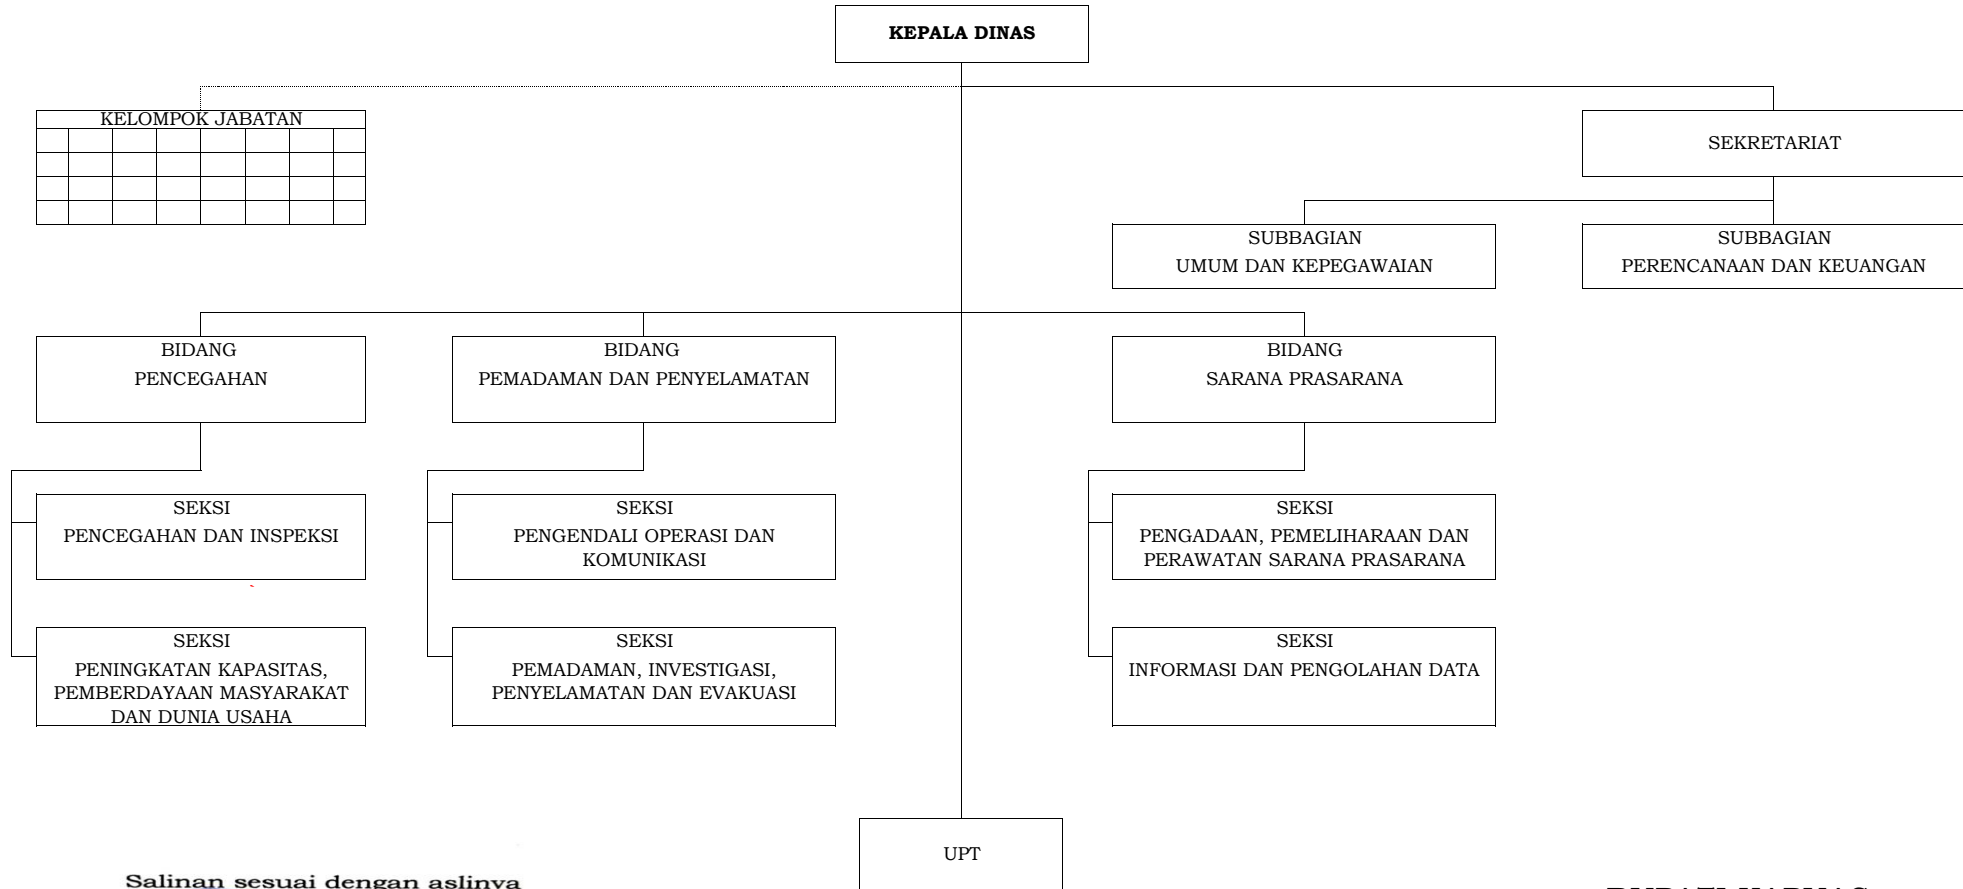 KEPALA DINAS
KELOMPOK JABATAN
SEKRETARIAT
SUBBAGIAN
UMUM DAN KEPEGAWAIAN
SUBBAGIAN
PERENCANAAN DAN KEUANGAN
BIDANG
PENCEGAHAN
BIDANG
PEMADAMAN DAN PENYELAMATAN
BIDANG
SARANA PRASARANA
SEKSI
PENCEGAHAN DAN INSPEKSI
SEKSI
PENGENDALI OPERASI DAN
KOMUNIKASI
SEKSI
PENGADAAN, PEMELIHARAAN DAN
PERAWATAN SARANA PRASARANA
SEKSI
PENINGKATAN KAPASITAS,
PEMBERDAYAAN MASYARAKAT
DAN DUNIA USAHA
SEKSI
PEMADAMAN, INVESTIGASI,
PENYELAMATAN DAN EVAKUASI
SEKSI
INFORMASI DAN PENGOLAHAN DATA
UPT
Salinan sesuai dengan aslinya